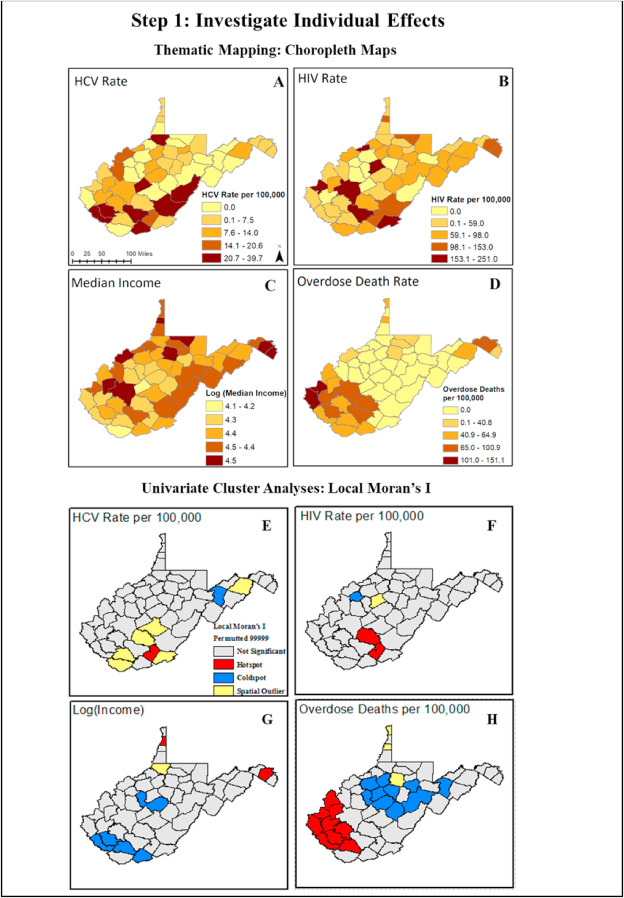 Step 1: Investigate Individual Effects
Thematic Mapping: Choropleth Maps
HCV Rate
A
HCV Rate per 100,000
0.0
0.1 - 7.5
7.6 - 14.0
14.1 - 20.6
20.7 - 39.7
0 25 50 100 Miles
N
HIV Rate
B
HIV Rate per 100,000
0.0
0.1 - 59.0
59.1 - 98.0
98.1 - 153.0
153.1 - 251.0
Median Income
C
Log (Median Income)
4.1 - 4.2
4.3
4.4
4.5 - 4.4
4.5
Overdose Death Rate
D
Overdose Deaths
per 100,000
0.0
0.1 - 40.8
40.9 - 64.9
65.0 - 100.9
101.0 - 151.1
Univariate Cluster Analyses: Local Moran's I
HCV Rate per 100,000
E
Local Moran's I
Permutted 99999
Not Significant
Hotspot
Coldspot
Spatial Outlier
HIV Rate per 100,000
F
Log(Income)
G
Overdose Deaths per 100,000
H